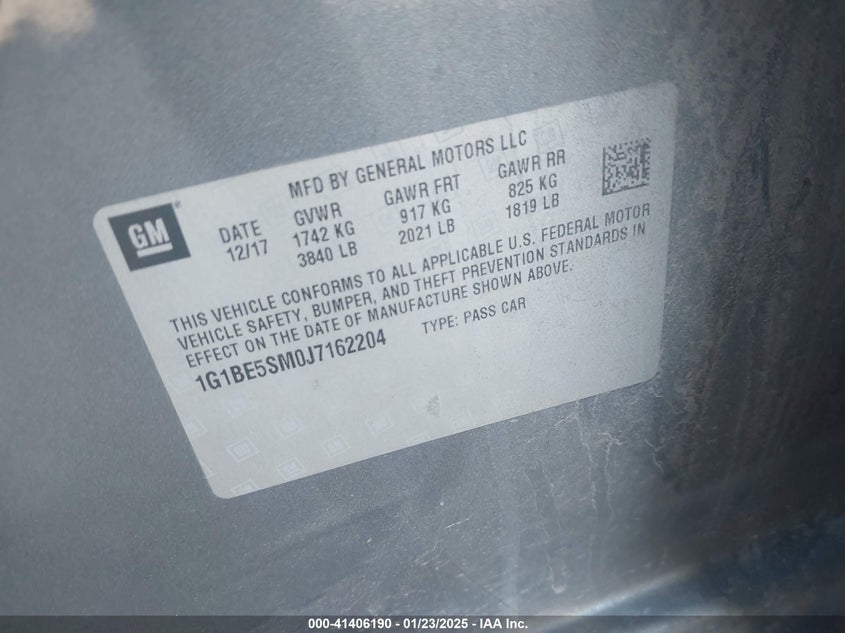 MFD BY GENERAL MOTORS LLC
GM
DATE GVWR GAWR FRT GAWR RR
12/17 1742 KG 917 KG 825 KG
3840 LB 2021 LB 1819 LB
THIS VEHICLE CONFORMS TO ALL APPLICABLE U.S. FEDERAL MOTOR
VEHICLE SAFETY, BUMPER, AND THEFT PREVENTION STANDARDS IN
EFFECT ON THE DATE OF MANUFACTURE SHOWN ABOVE.
1G1BE5SM0J7162204 TYPE: PASS CAR
000-41406190 - 01/23/2025 - IAA Inc.